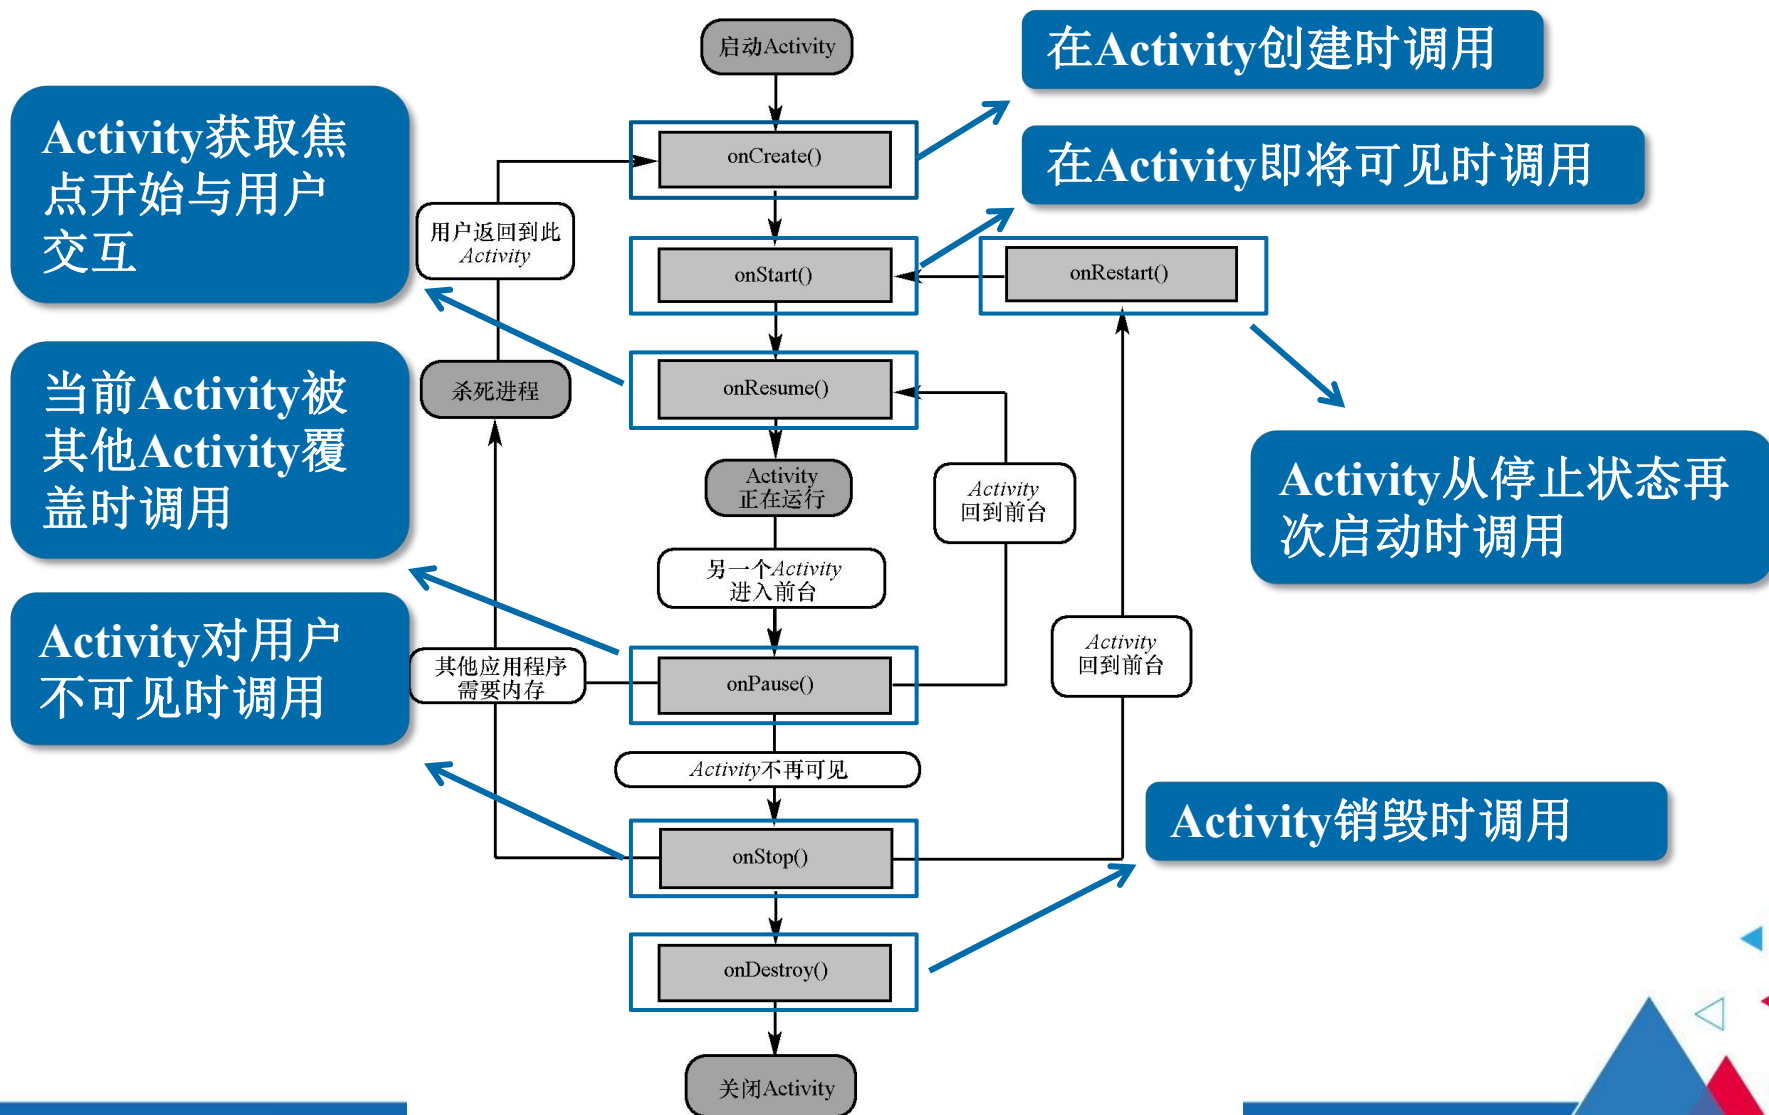 启动Activity
在Activity创建时调用
Activity获取焦
点开始与用户
交互
onCreate()
在Activity即将可见时调用
用户返回到此
Activity
onStart()
onRestart()
当前Activity被
其他Activity覆
盖时调用
杀死进程
onResume()
Activity
正在运行
Activity
回到前台
Activity从停止状态再
次启动时调用
另一个Activity
进入前台
Activity对用户
不可见时调用
其他应用程序
需要内存
onPause()
Activity
回到前台
Activity不再可见
Activity销毁时调用
onStop()
onDestroy()
关闭Activity